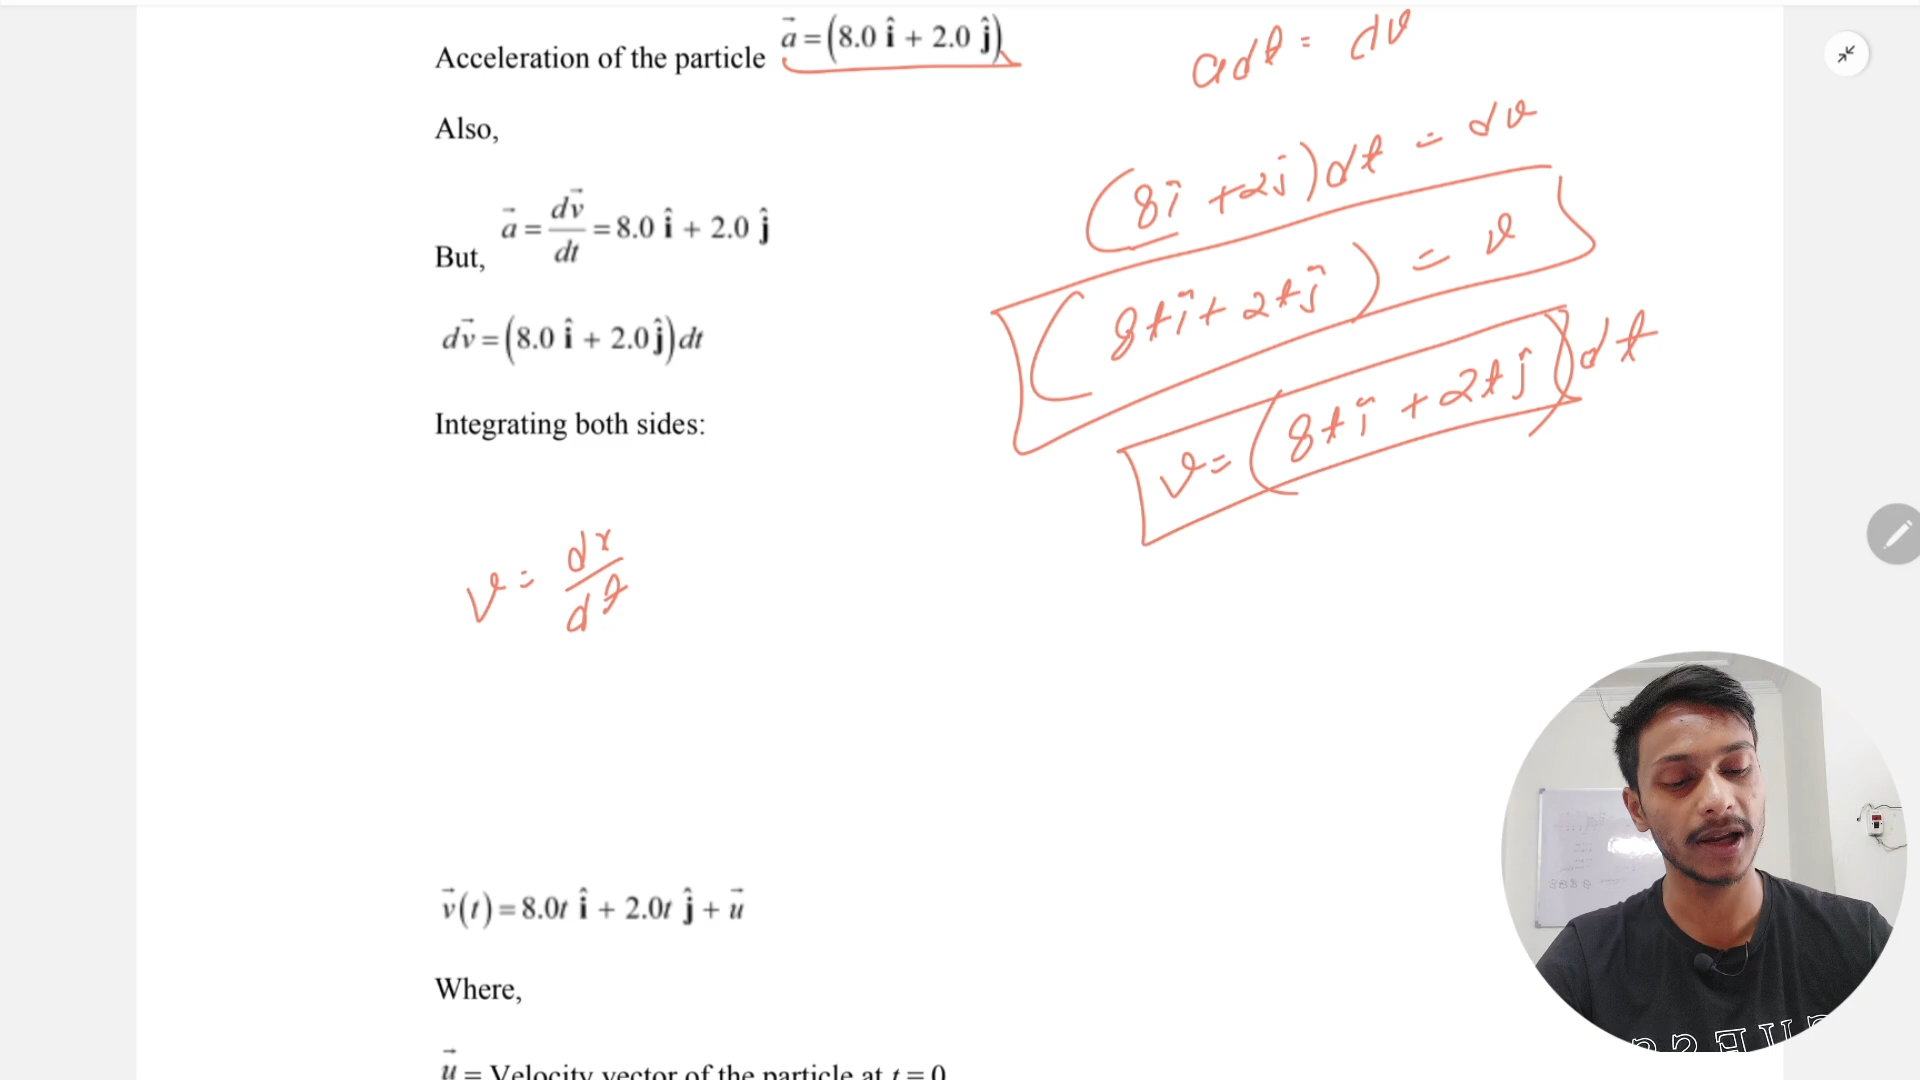 Acceleration of the particle a⃗ = (8.0 î + 2.0 ĵ)
Also,
But, a⃗ = dv⃗/dt = 8.0 î + 2.0 ĵ
dv⃗ = (8.0 î + 2.0 ĵ) dt
Integrating both sides:
v = dr/dt
v⃗(t) = 8.0t î + 2.0t ĵ + u⃗
Where,
u⃗ = Velocity vector of the particle at t = 0
adt = dv
(8î + 2j) dt = dv
(8tî + 2tĵ) = v
v = (8tî + 2tĵ) dt